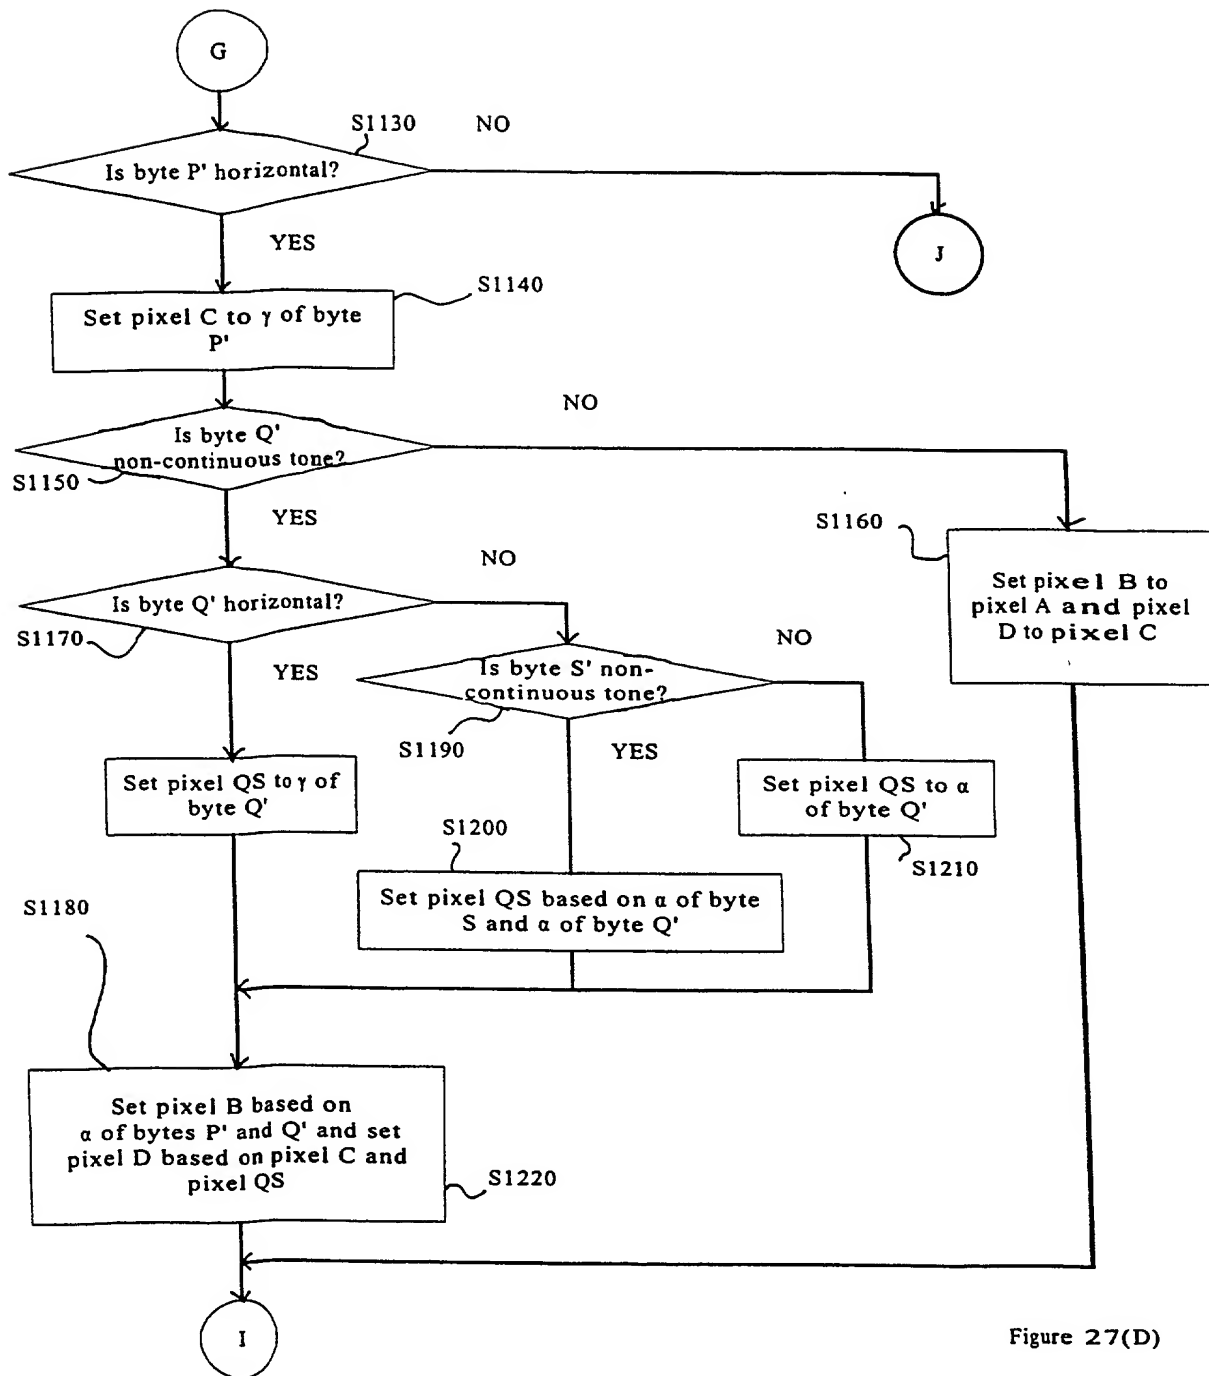 G
S1130
NO
Is byte P' horizontal?
YES
J
S1140
Set pixel C to γ of byte
P'
NO
Is byte Q'
non-continuous tone?
S1150
YES
S1160
Set pixel B to
pixel A and pixel
D to pixel C
NO
Is byte Q' horizontal?
S1170
YES
NO
Is byte S' non-
continuous tone?
S1190
YES
Set pixel QS to γ of
byte Q'
Set pixel QS to α
of byte Q'
S1210
S1200
Set pixel QS based on α of byte
S and α of byte Q'
S1180
Set pixel B based on
α of bytes P' and Q' and set
pixel D based on pixel C and
pixel QS
S1220
I
Figure 27(D)